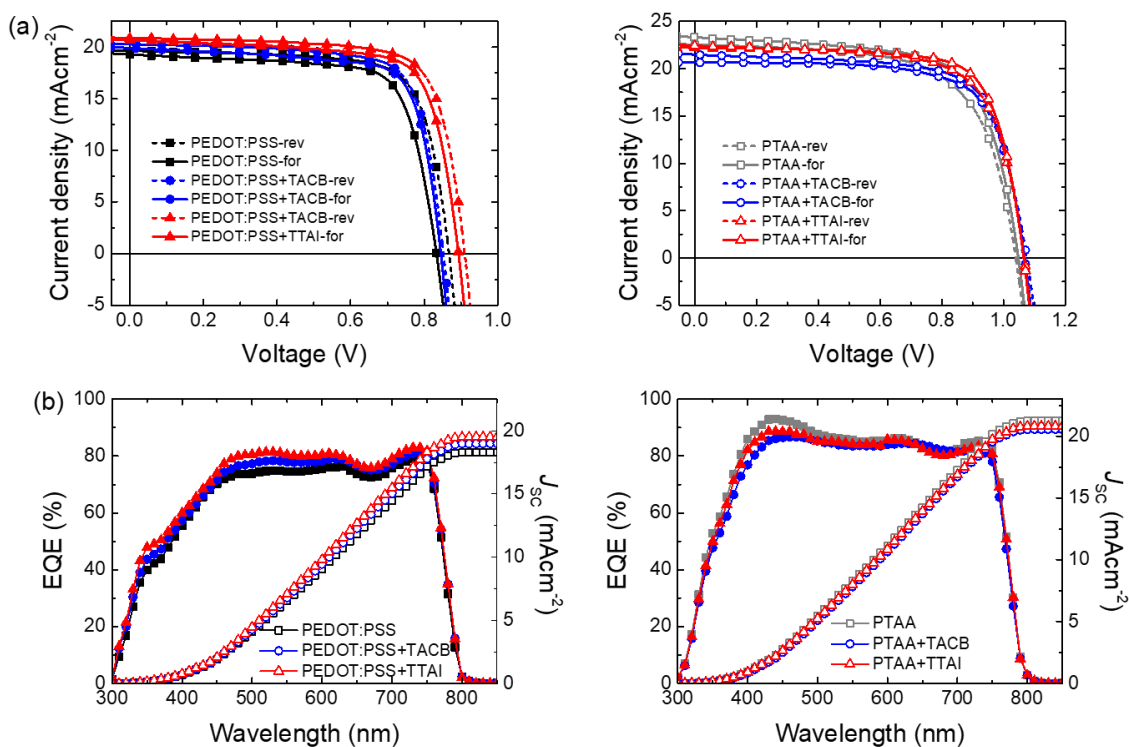 (a)
Current density (mAcm-2)
25
20
15
10
5
0
-5
PEDOT:PSS-rev
PEDOT:PSS-for
PEDOT:PSS+TACB-rev
PEDOT:PSS+TACB-for
PEDOT:PSS+TACB-rev
PEDOT:PSS+TTAI-for
0.0 0.2 0.4 0.6 0.8 1.0
Voltage (V)
Current density (mAcm-2)
25
20
15
10
5
0
-5
PTAA-rev
PTAA-for
PTAA+TACB-rev
PTAA+TACB-for
PTAA+TTAI-rev
PTAA+TTAI-for
0.0 0.2 0.4 0.6 0.8 1.0 1.2
Voltage (V)
(b)
EQE (%)
100
80
60
40
20
0
PEDOT:PSS
PEDOT:PSS+TACB
PEDOT:PSS+TTAI
300 400 500 600 700 800
Wavelength (nm)
20
15
10
5
0
JSC (mAcm-2)
EQE (%)
100
80
60
40
20
0
PTAA
PTAA+TACB
PTAA+TTAI
300 400 500 600 700 800
Wavelength (nm)
20
15
10
5
0
JSC (mAcm-2)